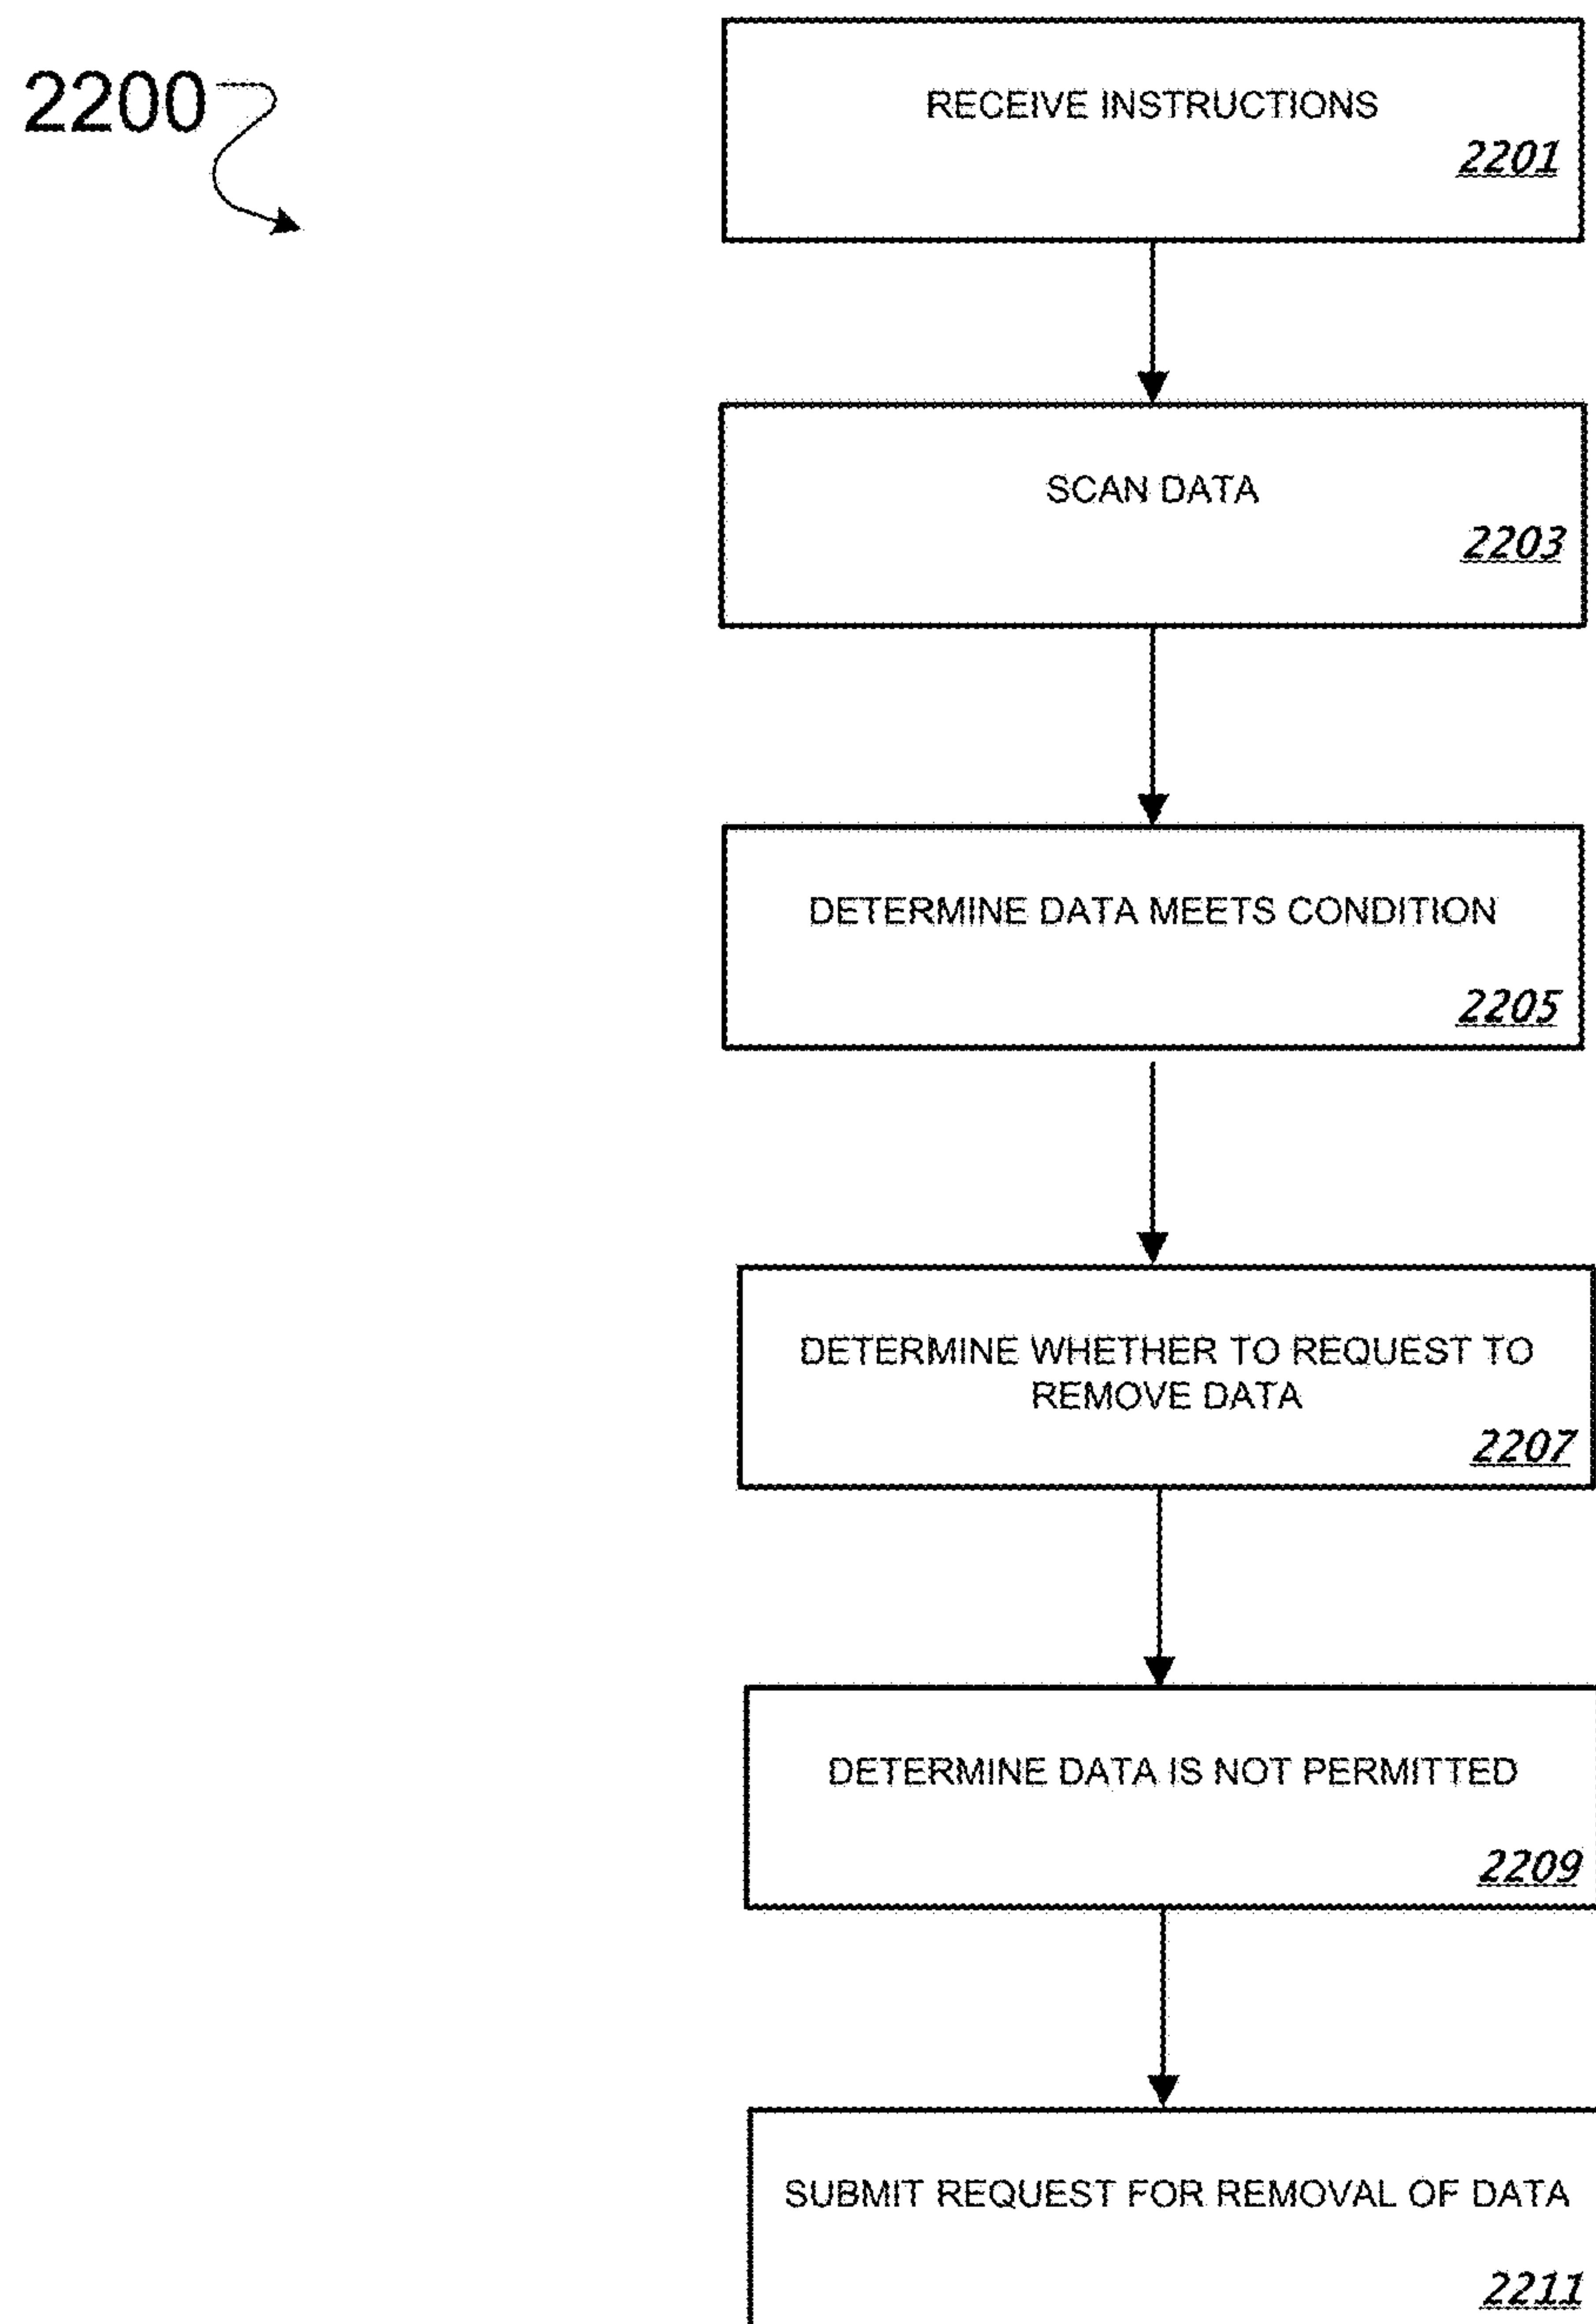 2200
RECEIVE INSTRUCTIONS
2201
SCAN DATA
2203
DETERMINE DATA MEETS CONDITION
2205
DETERMINE WHETHER TO REQUEST TO
REMOVE DATA
2207
DETERMINE DATA IS NOT PERMITTED
2209
SUBMIT REQUEST FOR REMOVAL OF DATA
2211